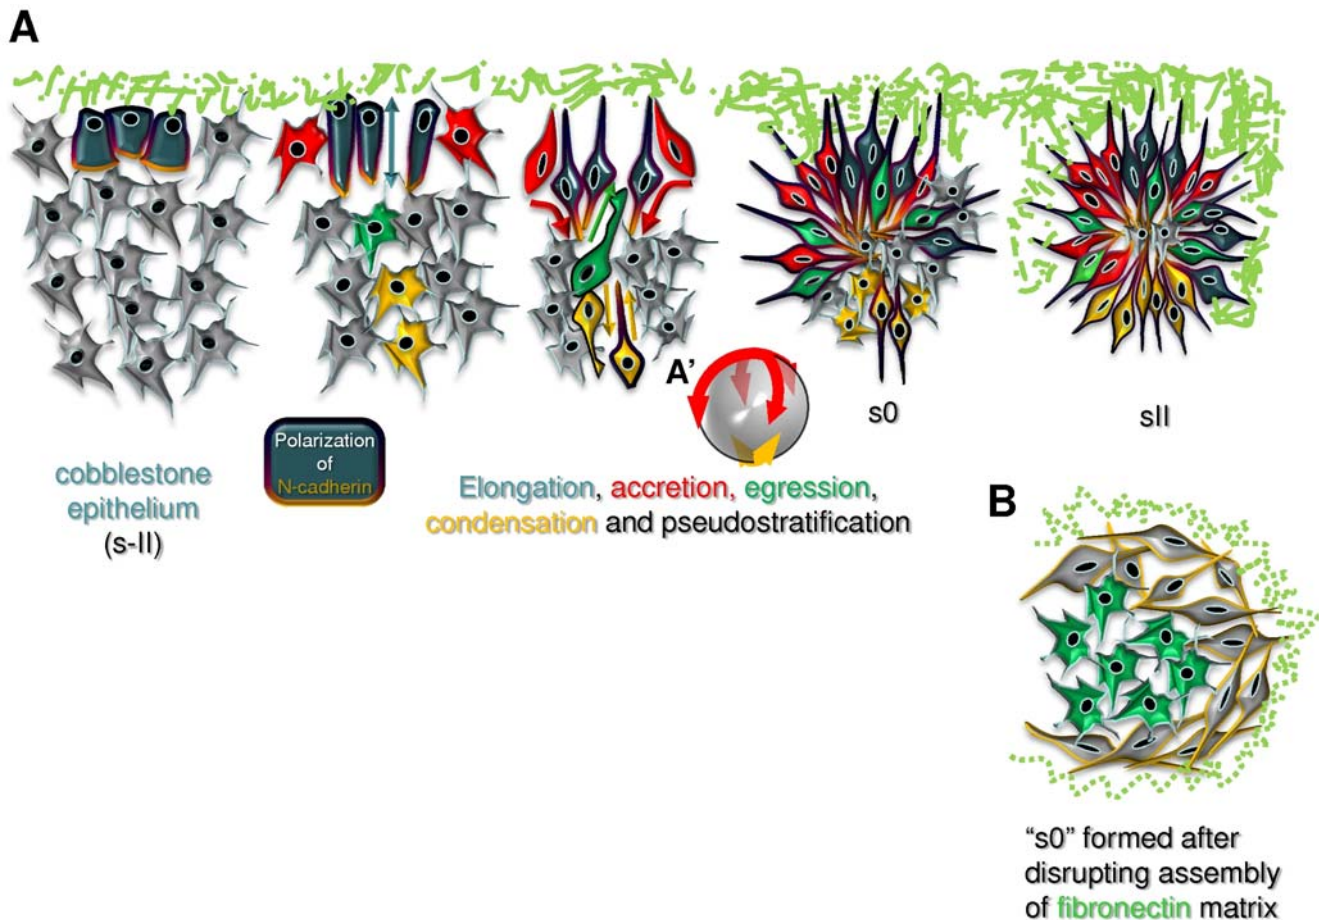 A
A'
s0
sII
Polarization
of
N-cadherin
cobblestone
epithelium
(s-II)
Elongation, accretion, egression,
condensation and pseudostratification
B
“s0” formed after
disrupting assembly
of fibronectin matrix